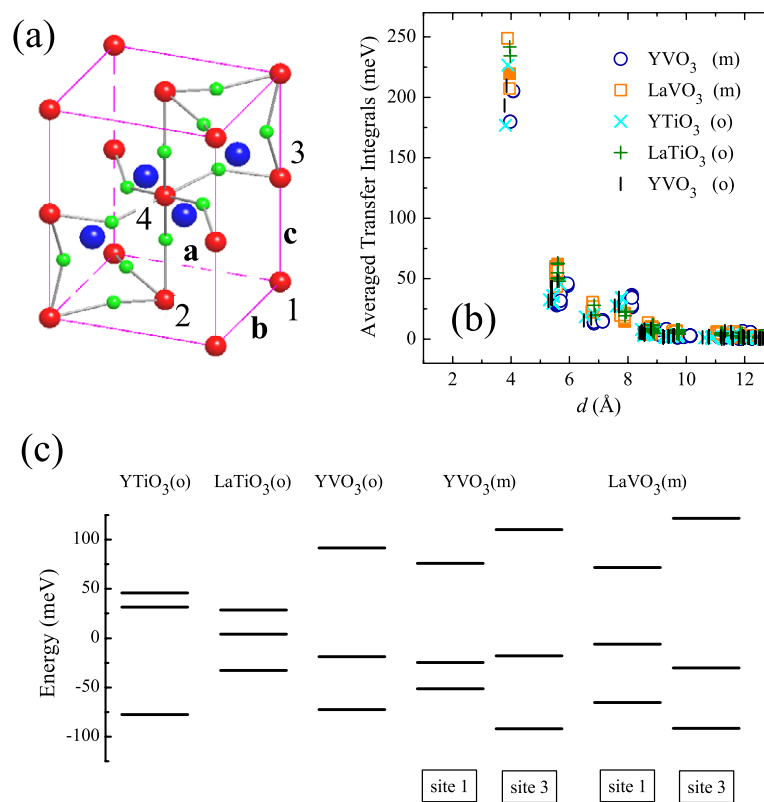 (a)
3
4
c
a
2
b
1
Averaged Transfer Integrals (meV)
250
200
150
100
50
0
YVO3 (m)
LaVO3 (m)
YTiO3 (o)
LaTiO3 (o)
YVO3 (o)
(b)
2 4 6 8 10 12
d (Å)
(c)
YTiO3(o) LaTiO3(o) YVO3(o) YVO3(m) LaVO3(m)
Energy (meV)
100
50
0
-50
-100
site 1 site 3 site 1 site 3